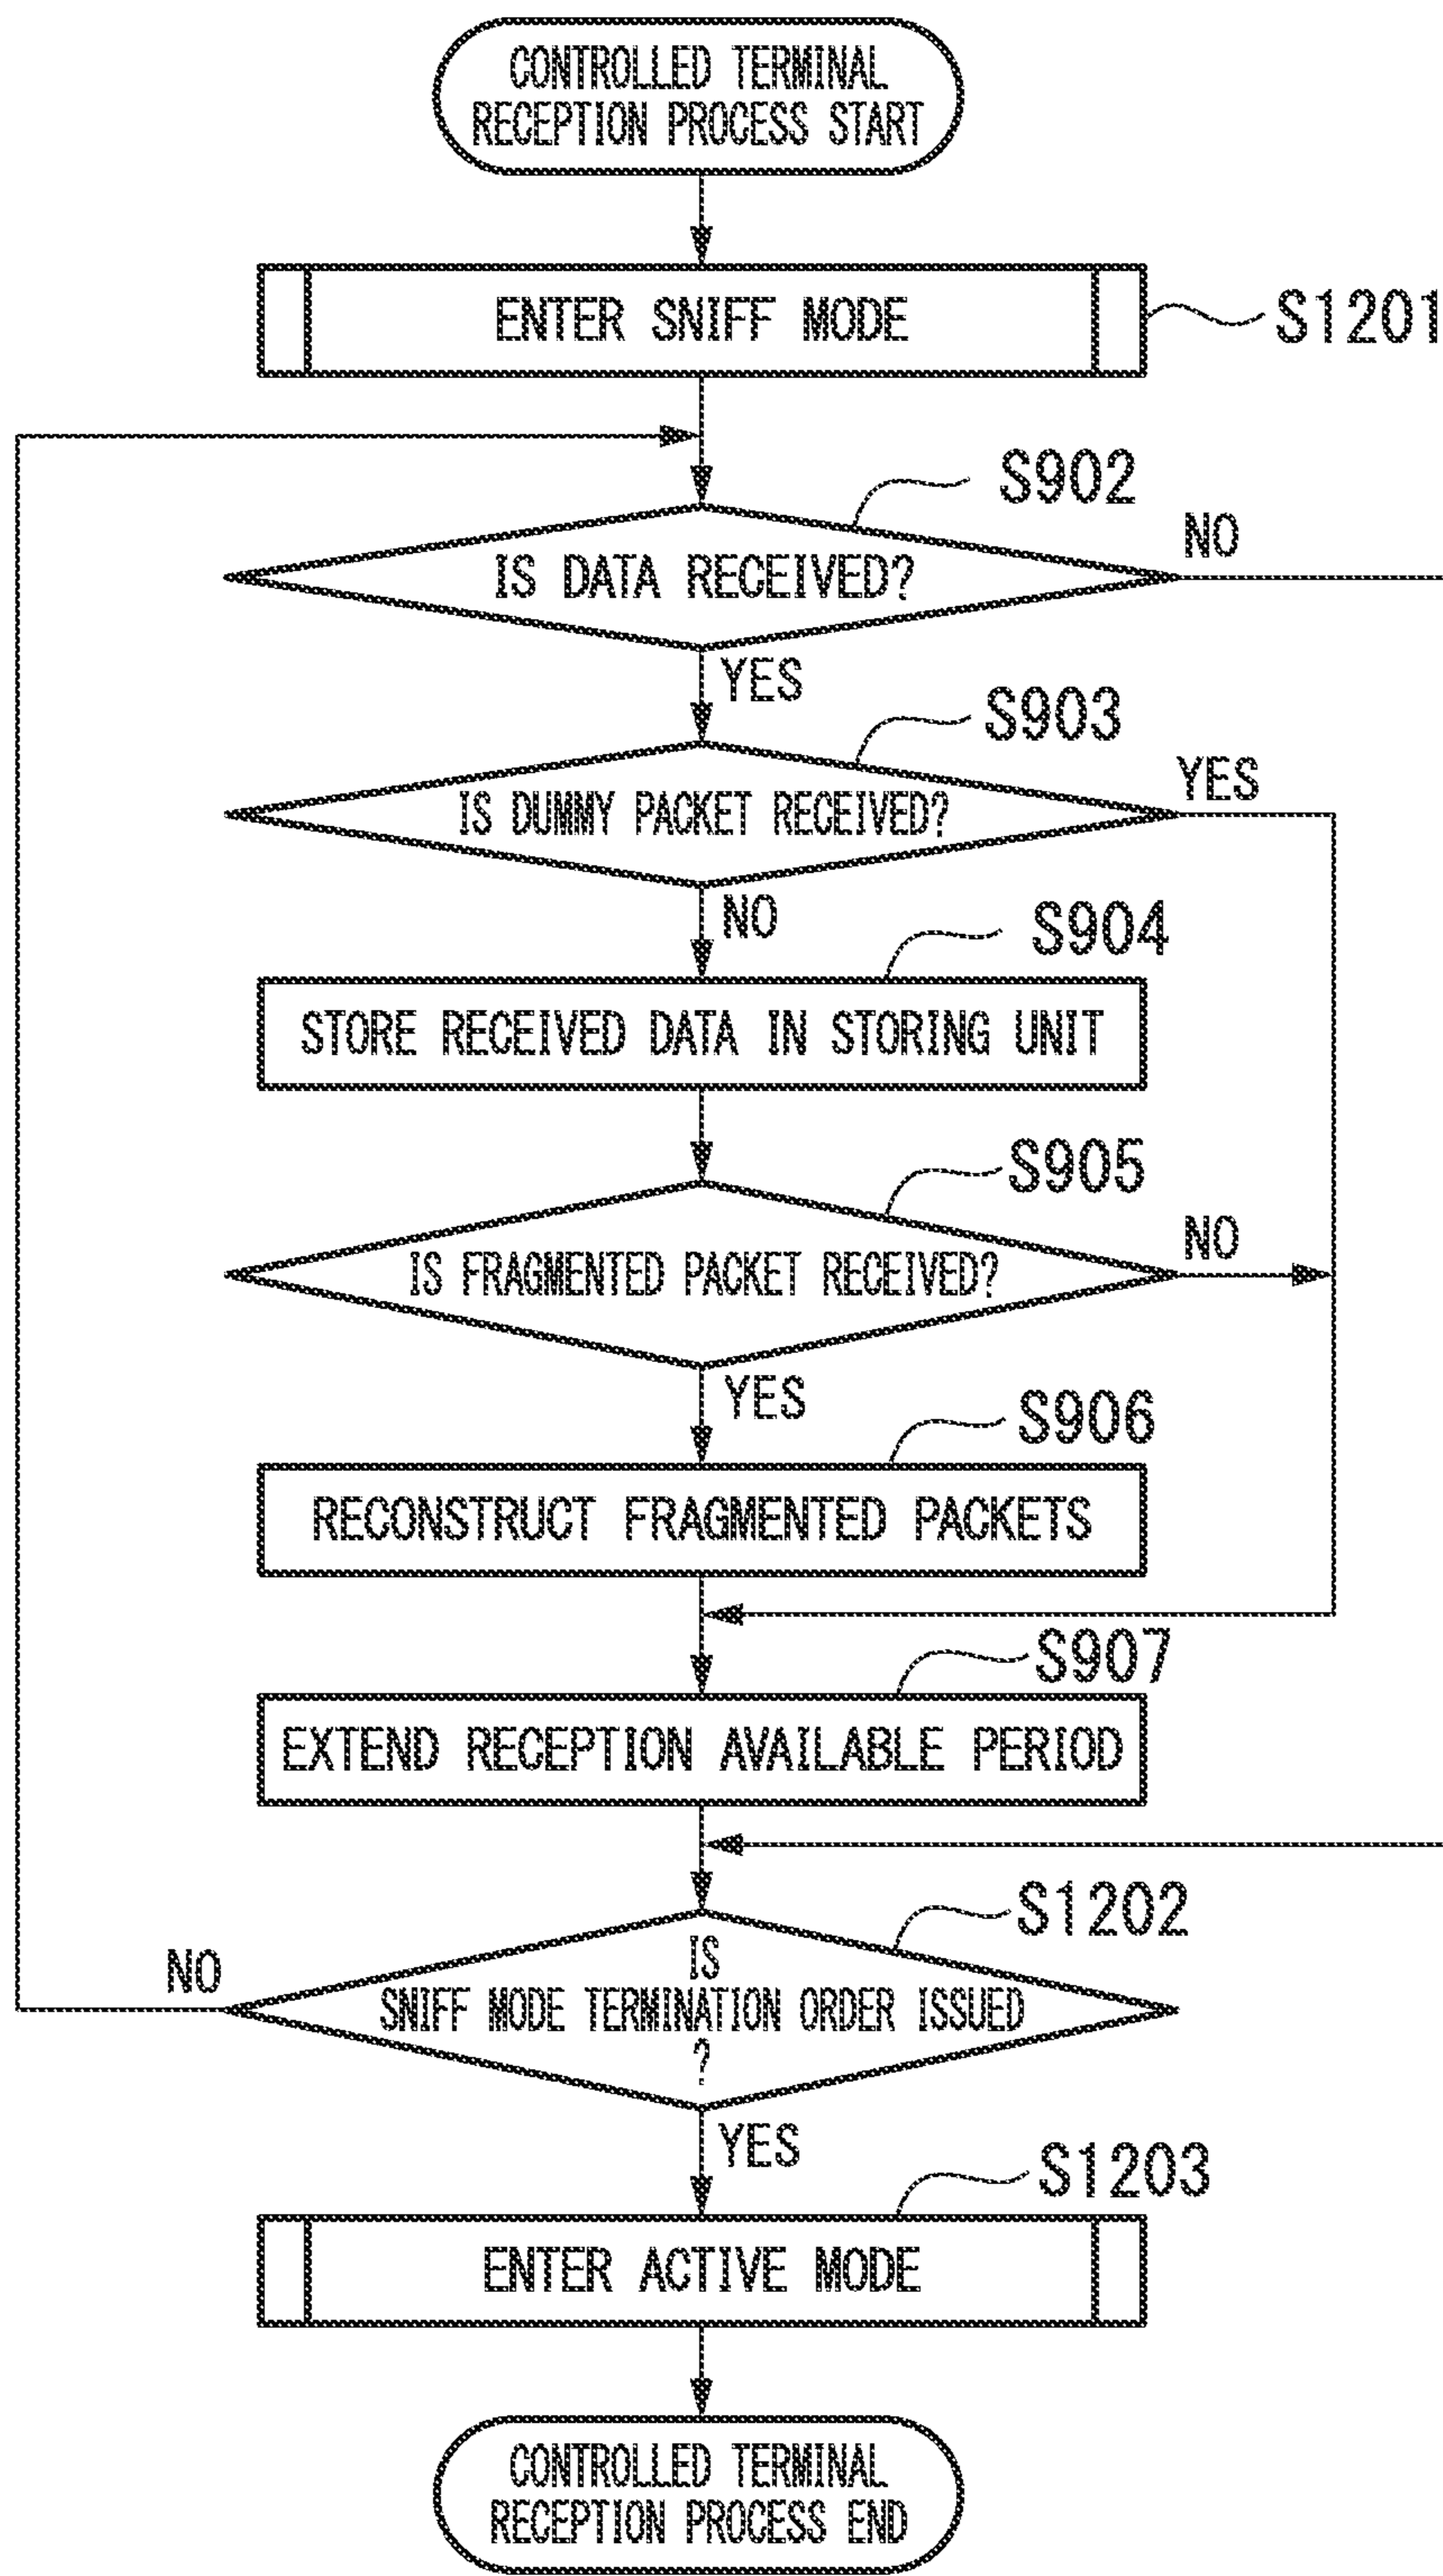 CONTROLLED TERMINAL
RECEPTION PROCESS START
ENTER SNIFF MODE
S1201
S902
IS DATA RECEIVED?
NO
YES
S903
IS DUMMY PACKET RECEIVED?
YES
NO
S904
STORE RECEIVED DATA IN STORING UNIT
S905
IS FRAGMENTED PACKET RECEIVED?
NO
YES
S906
RECONSTRUCT FRAGMENTED PACKETS
S907
EXTEND RECEPTION AVAILABLE PERIOD
S1202
IS
SNIFF MODE TERMINATION ORDER ISSUED
?
NO
YES
S1203
ENTER ACTIVE MODE
CONTROLLED TERMINAL
RECEPTION PROCESS END